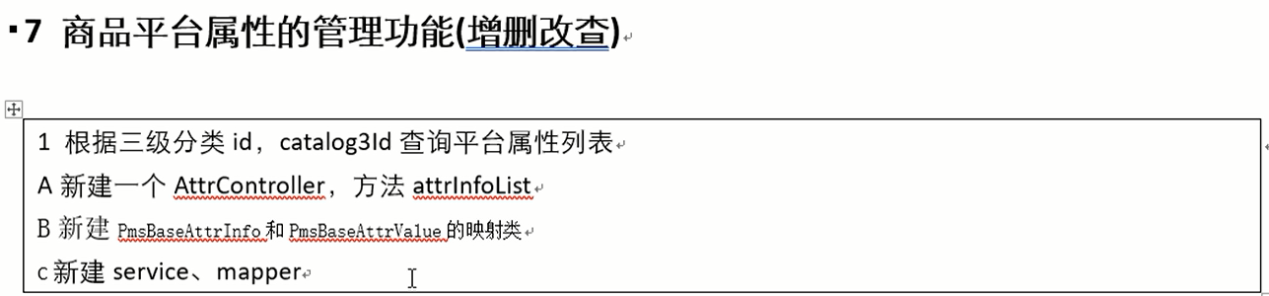 7 商品平台属性的管理功能(增删改查)
1 根据三级分类 id，catalog3Id 查询平台属性列表
A 新建一个 AttrController，方法 attrInfoList
B 新建 PmsBaseAttrInfo 和 PmsBaseAttrValue 的映射类
c 新建 service、mapper